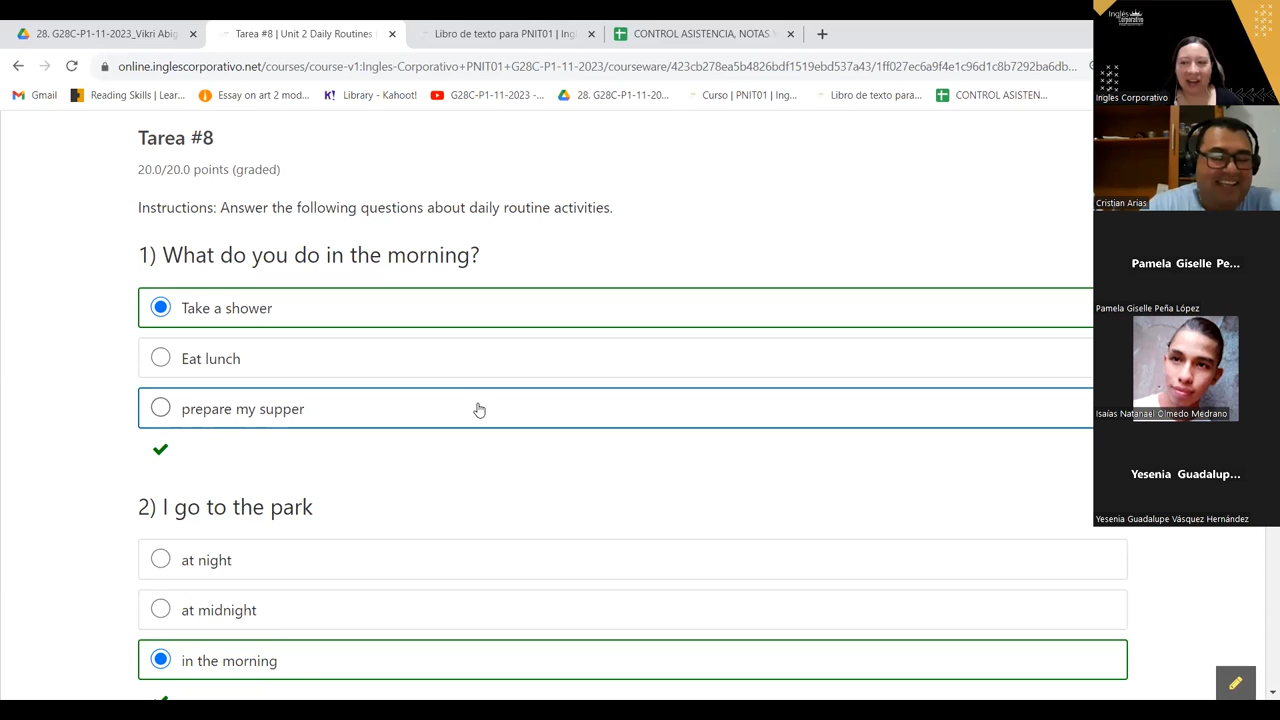 28. G28C-P1-11-2023_Vikri Abig
Tarea #8 | Unit 2 Daily Routines
Libro de texto para PNIT01 | Ing
CONTROL ASISTENCIA, NOTAS
online.inglescorporativo.net/courses/course-v1:Ingles-Corporativo+PNIT01+G28C-P1-11-2023/courseware/423cb278ea5b4826bdf1519ebd537a43/1ff027ec6a9f4e1c96d1c8b7292ba6db...
Gmail
Reading Skills | Lear...
Essay on art 2 mod...
Library - Kano...
G28C-P1-11-2023 -...
28. G28C-P1-11-20...
Curso | PNIT01 | Ing...
Libro de texto para...
CONTROL ASISTEN...
Tarea #8
20.0/20.0 points (graded)
Instructions: Answer the following questions about daily routine activities.
1) What do you do in the morning?
Take a shower
Eat lunch
prepare my supper
2) I go to the park
at night
at midnight
in the morning
Inglés
Corporativo
Ingles Corporativo
Cristian Arias
Pamela Giselle Pe...
Pamela Giselle Peña López
Isaías Natanael Olmedo Medrano
Yesenia Guadalup...
Yesenia Guadalupe Vásquez Hernández